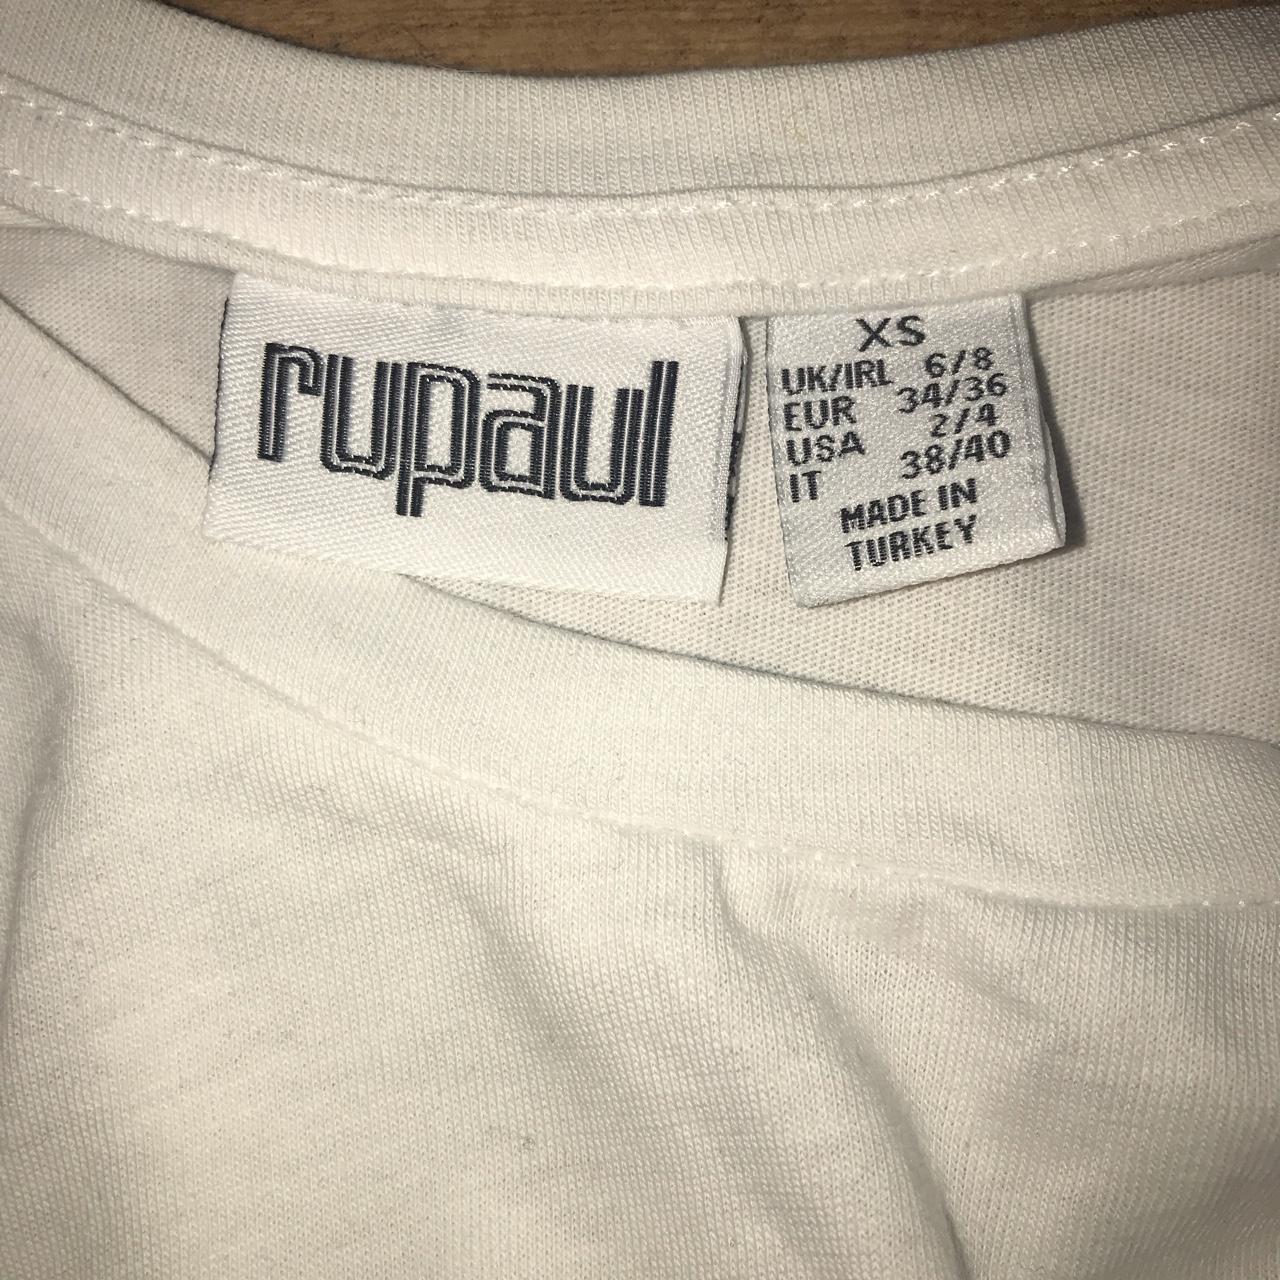 rupaul
XS
UK/IRL 6/8
EUR 34/36
USA 2/4
IT 38/40
MADE IN
TURKEY